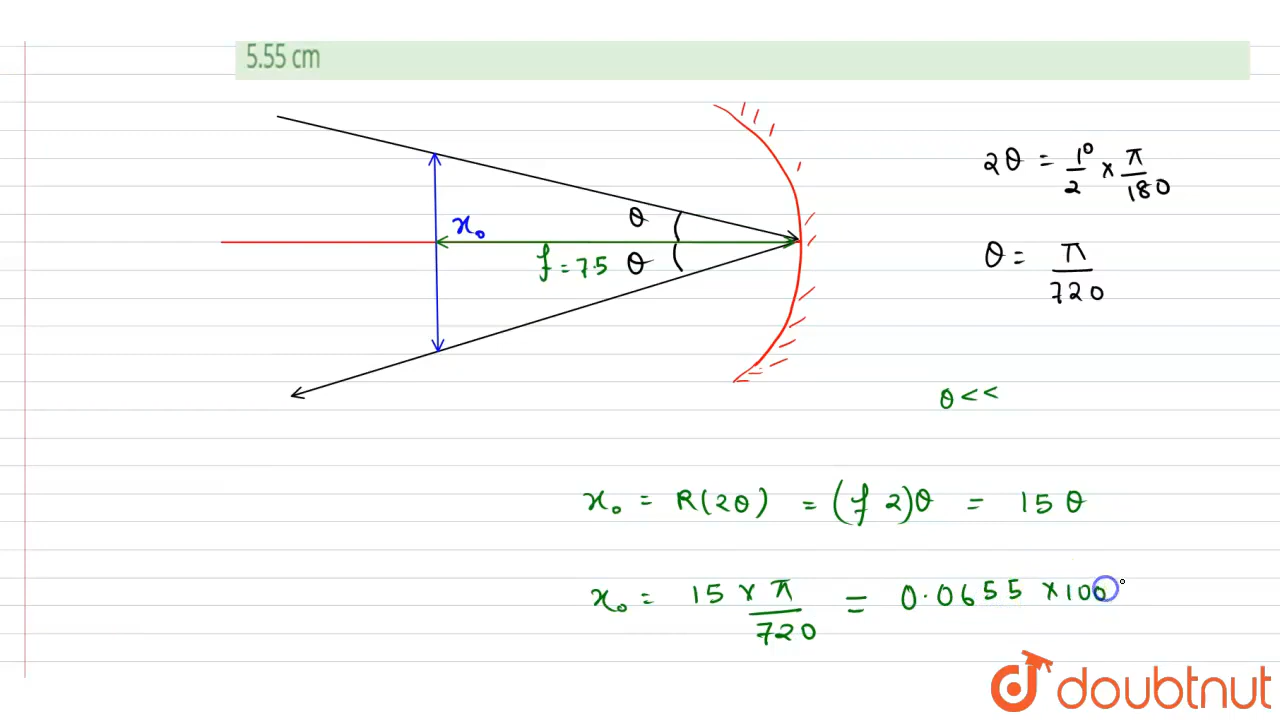 5.55 cm
2θ = 1°/2 × π/180
θ
x₀
f = 7.5 θ
θ = π/720
θ <<
x₀ = R(2θ) = (f 2)θ = 15 θ
x₀ = 15 × π/720 = 0.0655 × 100
doubtnut